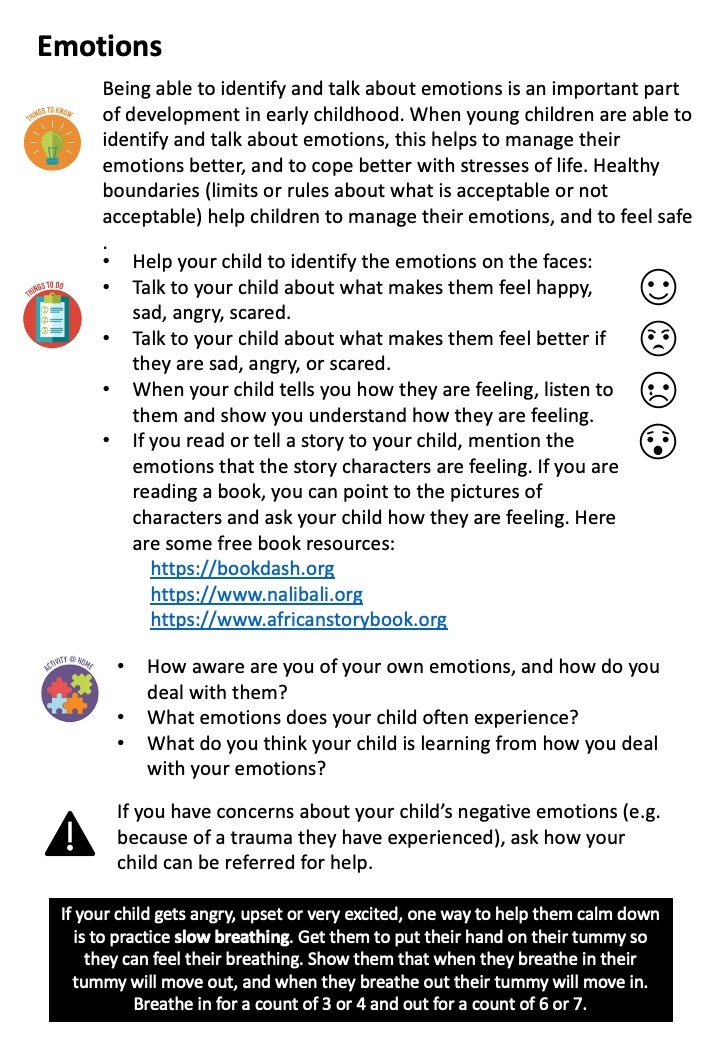 Emotions
THINGS TO KNOW
Being able to identify and talk about emotions is an important part
of development in early childhood. When young children are able to
identify and talk about emotions, this helps to manage their
emotions better, and to cope better with stresses of life. Healthy
boundaries (limits or rules about what is acceptable or not
acceptable) help children to manage their emotions, and to feel safe
.
THINGS TO DO
• Help your child to identify the emotions on the faces:
• Talk to your child about what makes them feel happy,
sad, angry, scared.
• Talk to your child about what makes them feel better if
they are sad, angry, or scared.
• When your child tells you how they are feeling, listen to
them and show you understand how they are feeling.
• If you read or tell a story to your child, mention the
emotions that the story characters are feeling. If you are
reading a book, you can point to the pictures of
characters and ask your child how they are feeling. Here
are some free book resources:
https://bookdash.org
https://www.nalibali.org
https://www.africanstorybook.org
ACTIVITY @ HOME
• How aware are you of your own emotions, and how do you
deal with them?
• What emotions does your child often experience?
• What do you think your child is learning from how you deal
with your emotions?
If you have concerns about your child’s negative emotions (e.g.
because of a trauma they have experienced), ask how your
child can be referred for help.
If your child gets angry, upset or very excited, one way to help them calm down
is to practice slow breathing. Get them to put their hand on their tummy so
they can feel their breathing. Show them that when they breathe in their
tummy will move out, and when they breathe out their tummy will move in.
Breathe in for a count of 3 or 4 and out for a count of 6 or 7.